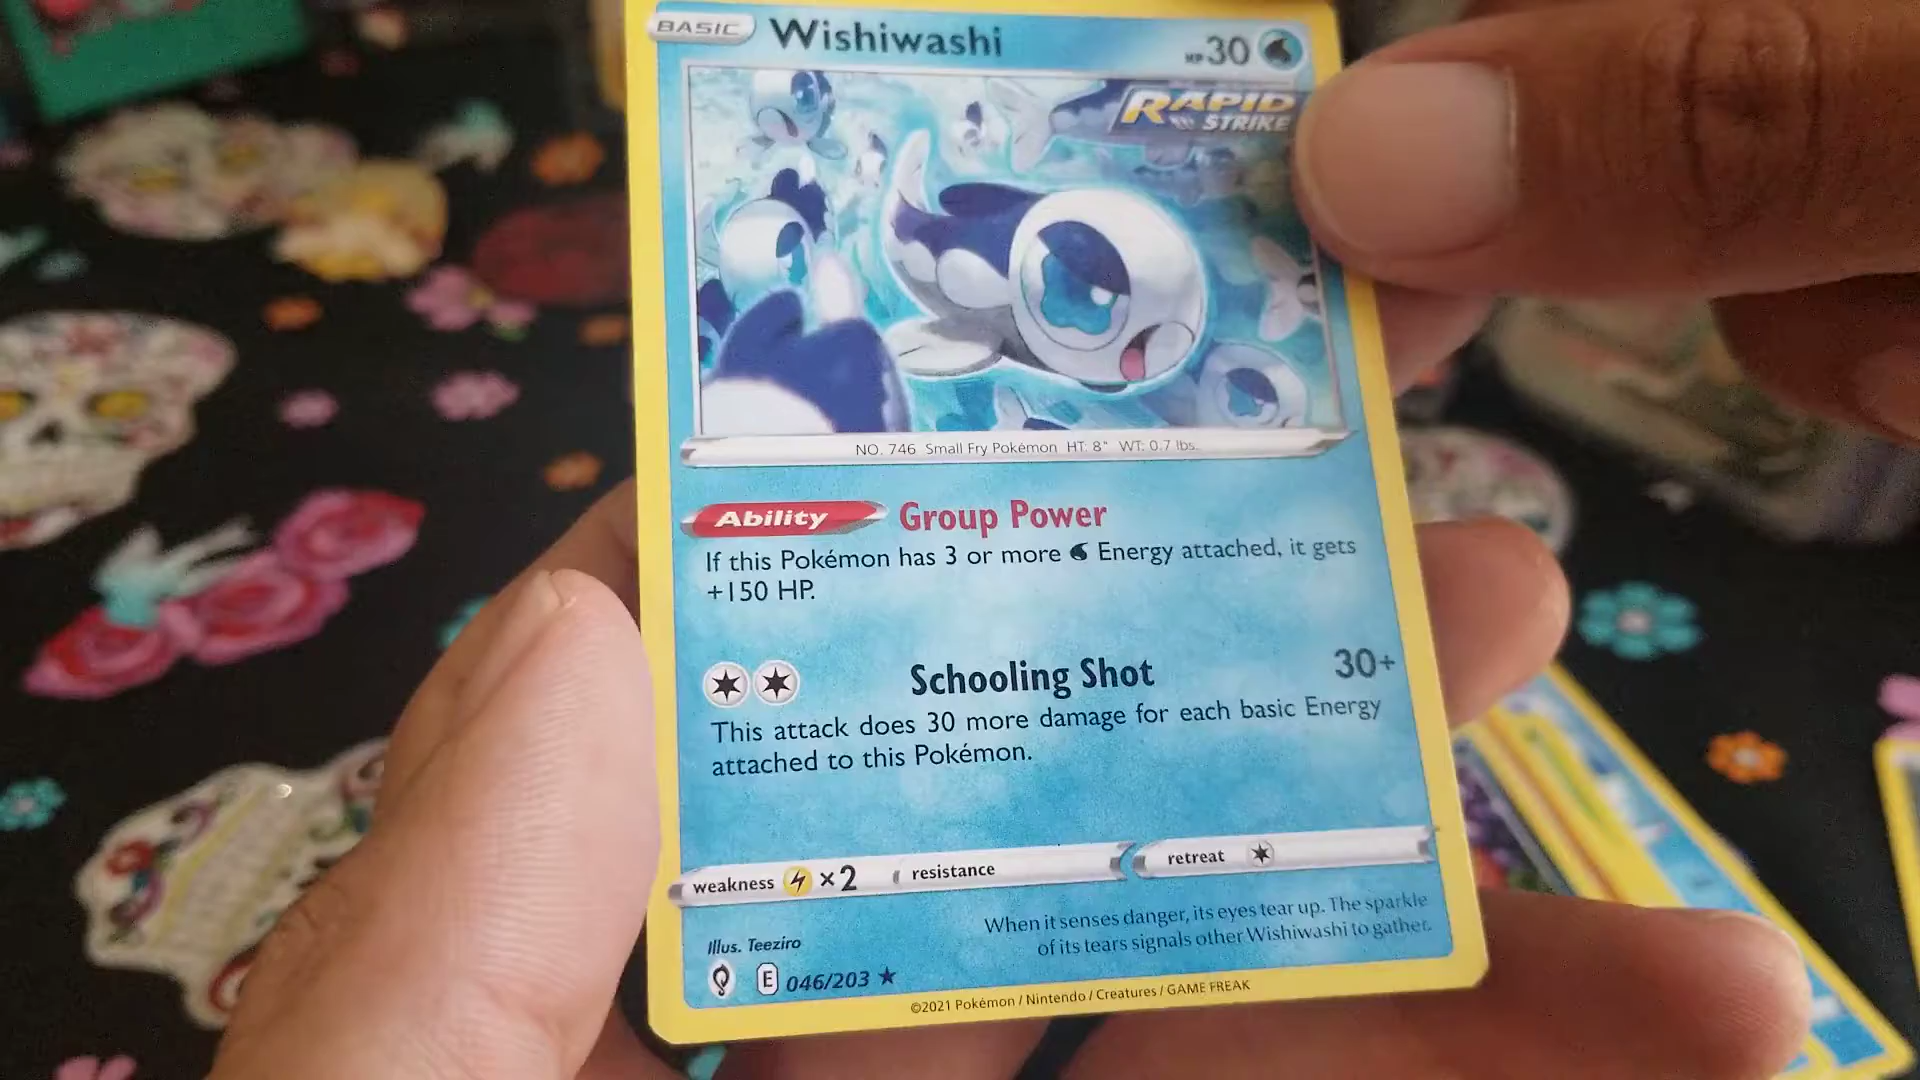 BASIC Wishiwashi HP 30
RAPID
STRIKE
NO. 746 Small Fry Pokémon HT: 8" WT: 0.7 lbs.
Ability Group Power
If this Pokémon has 3 or more Energy attached, it gets
+150 HP.
Schooling Shot 30+
This attack does 30 more damage for each basic Energy
attached to this Pokémon.
weakness ×2 resistance retreat
When it senses danger, its eyes tear up. The sparkle
of its tears signals other Wishiwashi to gather.
Illus. Teeziro
E 046/203 ★
©2021 Pokémon / Nintendo / Creatures / GAME FREAK